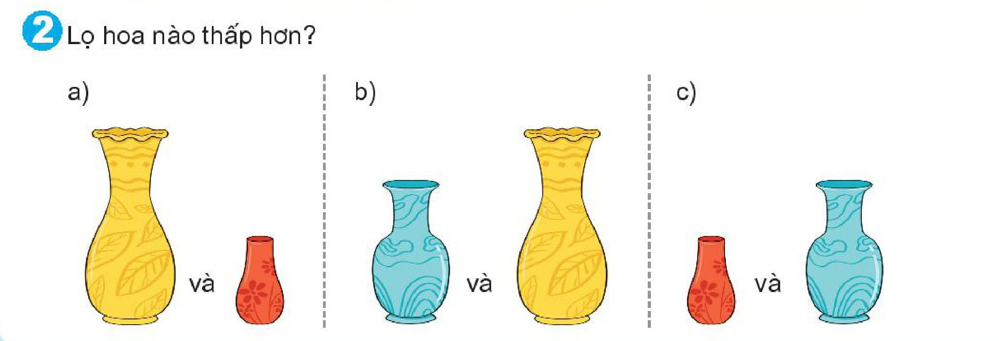 2 Lọ hoa nào thấp hơn?
a) b) c)
và và và